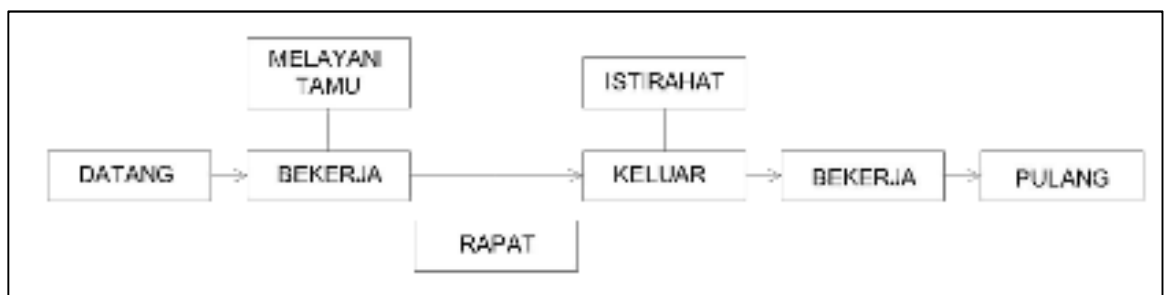 MELAYANI
TAMU
ISTIRAHAT
DATANG
BEKERJA
KELUAR
BEKERJA
PULANG
RAPAT